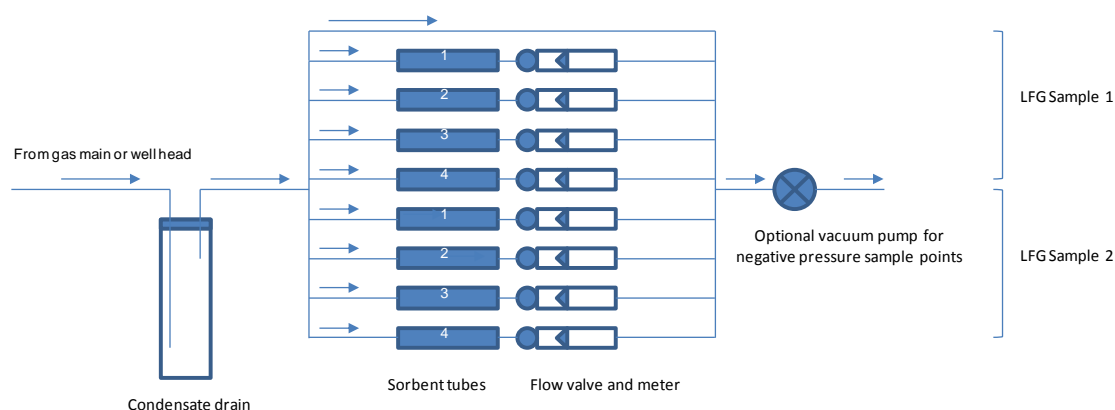 1
2
3
4
1
2
3
4
From gas main or well head
LFG Sample 1
LFG Sample 2
Optional vacuum pump for
negative pressure sample points
Sorbent tubes
Flow valve and meter
Condensate drain